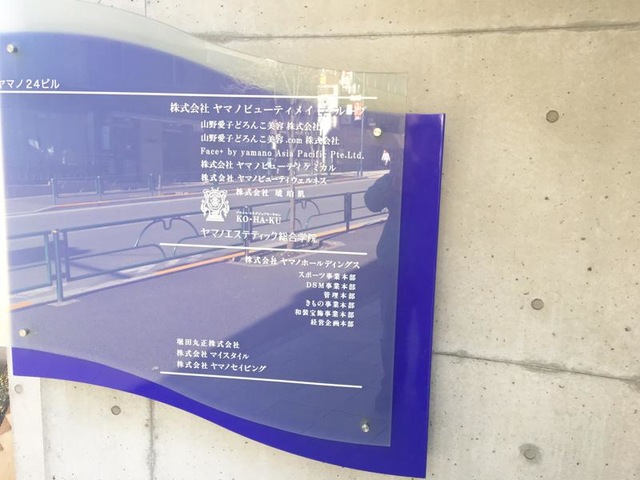 ヤマノ24ビル
株式会社 ヤマノビューティメイトグループ
山野愛子どろんこ美容 株式会社
山野愛子どろんこ美容.com 株式会社
Face+ by yamano Asia Pacific Pte.Ltd.
株式会社 ヤマノビューティケミカル
株式会社 ヤマノビューティウェルネス
株式会社 琥珀肌
KO・HA・KU
ヤマノエステティック総合学院
株式会社 ヤマノホールディングス
スポーツ事業本部
DSM事業本部
管理本部
きもの事業本部
和装宝飾事業本部
経営企画本部
堀田丸正株式会社
株式会社 マイスタイル
株式会社 ヤマノセイビング